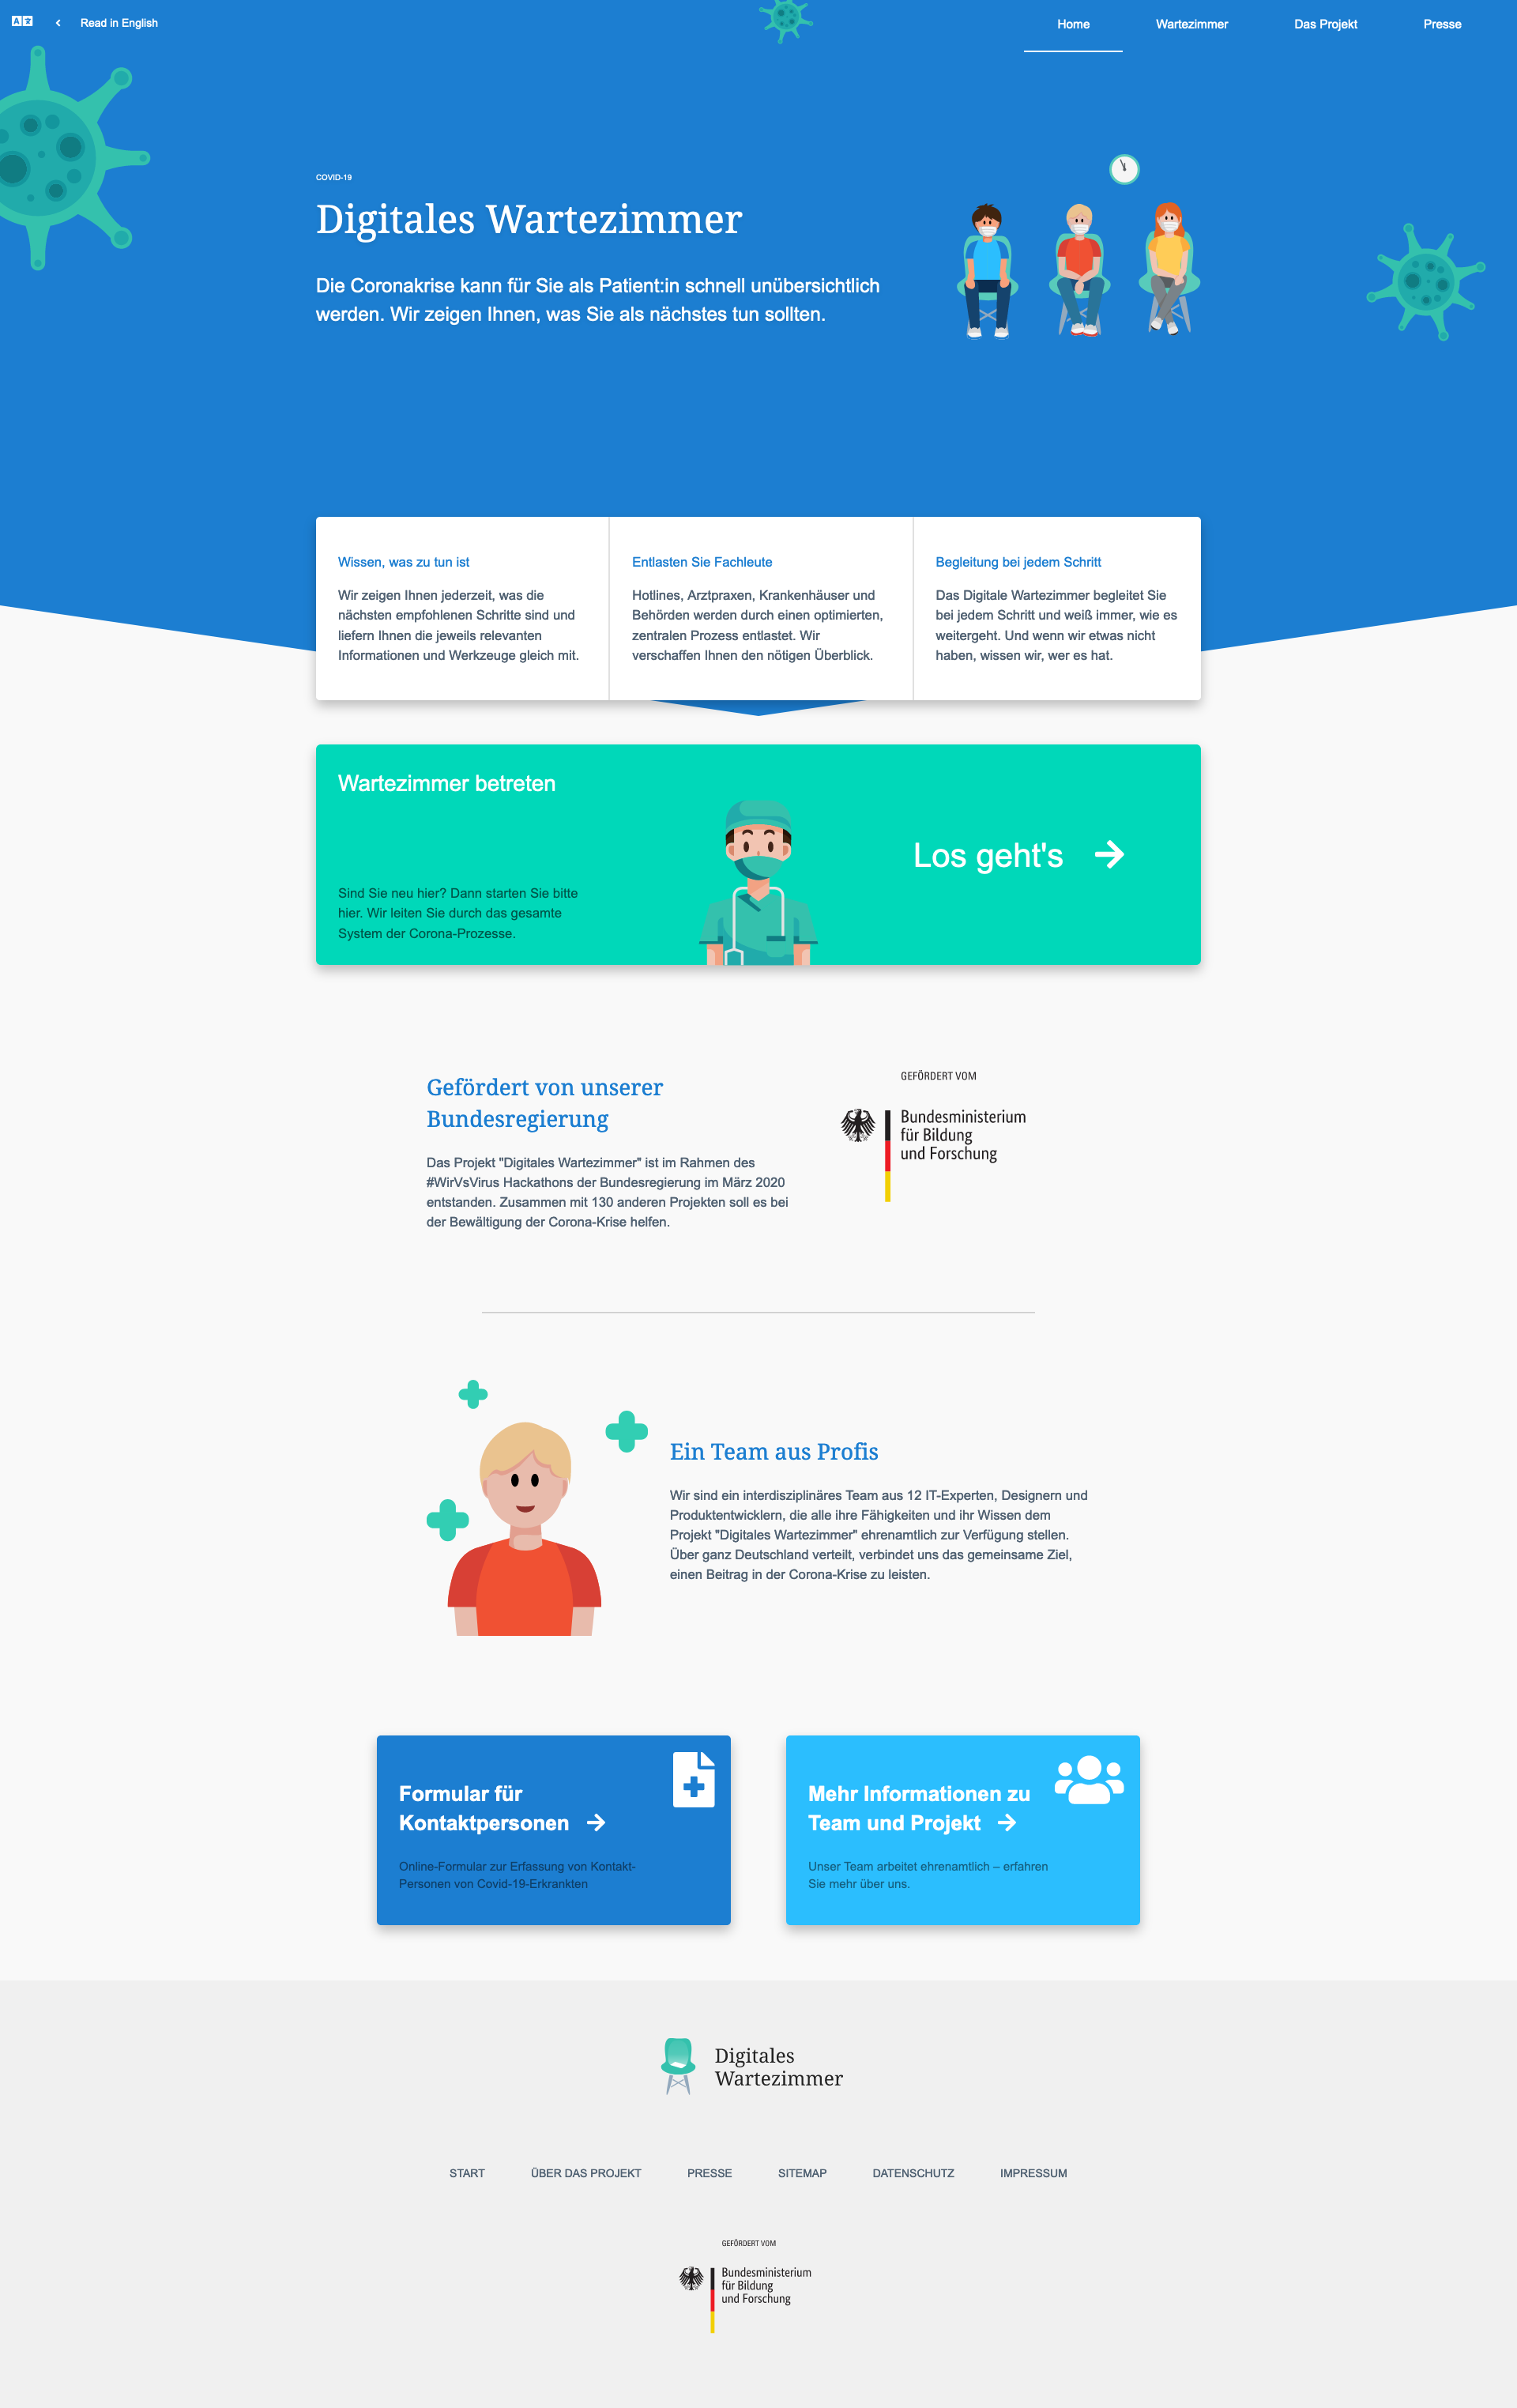 Read in English
Home
Wartezimmer
Das Projekt
Presse
COVID-19
Digitales Wartezimmer
Die Coronakrise kann für Sie als Patient:in schnell unübersichtlich
werden. Wir zeigen Ihnen, was Sie als nächstes tun sollten.
Wissen, was zu tun ist
Wir zeigen Ihnen jederzeit, was die
nächsten empfohlenen Schritte sind und
liefern Ihnen die jeweils relevanten
Informationen und Werkzeuge gleich mit.
Entlasten Sie Fachleute
Hotlines, Arztpraxen, Krankenhäuser und
Behörden werden durch einen optimierten,
zentralen Prozess entlastet. Wir
verschaffen Ihnen den nötigen Überblick.
Begleitung bei jedem Schritt
Das Digitale Wartezimmer begleitet Sie
bei jedem Schritt und weiß immer, wie es
weitergeht. Und wenn wir etwas nicht
haben, wissen wir, wer es hat.
Wartezimmer betreten
Sind Sie neu hier? Dann starten Sie bitte
hier. Wir leiten Sie durch das gesamte
System der Corona-Prozesse.
Los geht's
Gefördert von unserer
Bundesregierung
Das Projekt "Digitales Wartezimmer" ist im Rahmen des
#WirVsVirus Hackathons der Bundesregierung im März 2020
entstanden. Zusammen mit 130 anderen Projekten soll es bei
der Bewältigung der Corona-Krise helfen.
GEFÖRDERT VOM
Bundesministerium
für Bildung
und Forschung
Ein Team aus Profis
Wir sind ein interdisziplinäres Team aus 12 IT-Experten, Designern und
Produktentwicklern, die alle ihre Fähigkeiten und ihr Wissen dem
Projekt "Digitales Wartezimmer" ehrenamtlich zur Verfügung stellen.
Über ganz Deutschland verteilt, verbindet uns das gemeinsame Ziel,
einen Beitrag in der Corona-Krise zu leisten.
Formular für
Kontaktpersonen
Online-Formular zur Erfassung von Kontakt-
Personen von Covid-19-Erkrankten
Mehr Informationen zu
Team und Projekt
Unser Team arbeitet ehrenamtlich – erfahren
Sie mehr über uns.
Digitales
Wartezimmer
START
ÜBER DAS PROJEKT
PRESSE
SITEMAP
DATENSCHUTZ
IMPRESSUM
GEFÖRDERT VOM
Bundesministerium
für Bildung
und Forschung